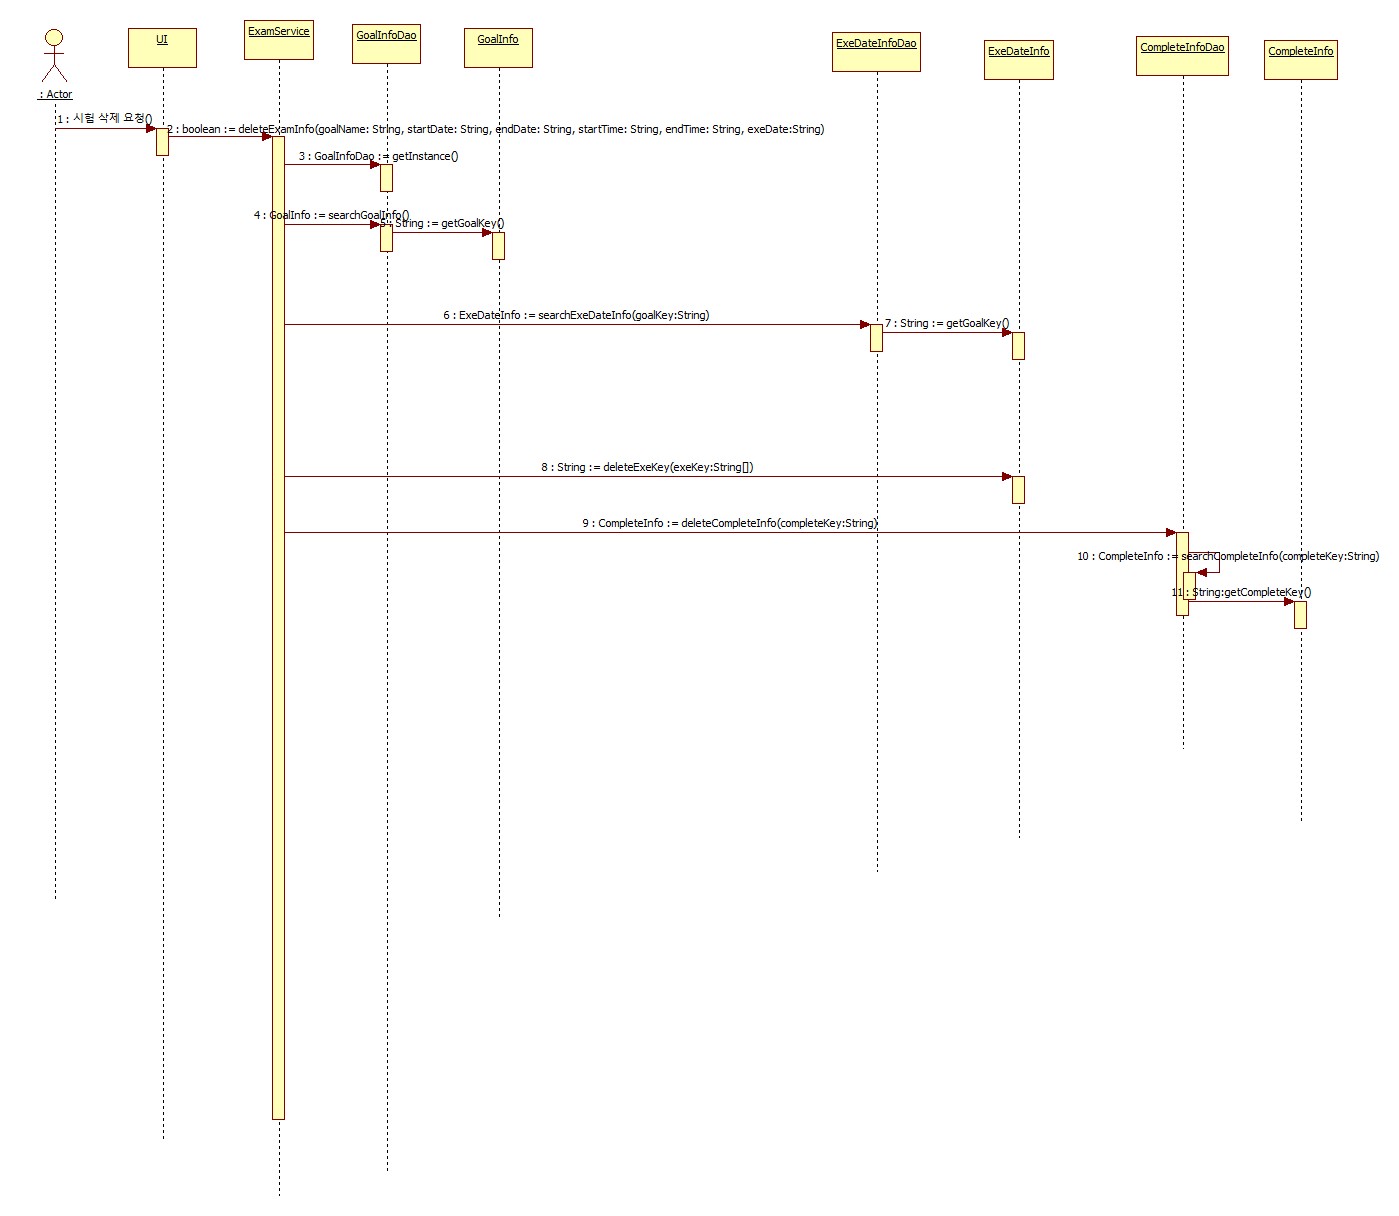 : Actor
UI
ExamService
GoalInfoDao
GoalInfo
ExeDateInfoDao
ExeDateInfo
CompleteInfoDao
CompleteInfo
1 : 시험 삭제 요청()
2 : boolean := deleteExamInfo(goalName: String, startDate: String, endDate: String, startTime: String, endTime: String, exeDate:String)
3 : GoalInfoDao := getInstance()
4 : GoalInfo := searchGoalInfo()
5 : String := getGoalKey()
6 : ExeDateInfo := searchExeDateInfo(goalKey:String)
7 : String := getGoalKey()
8 : String := deleteExeKey(exeKey:String[])
9 : CompleteInfo := deleteCompleteInfo(completeKey:String)
10 : CompleteInfo := searchCompleteInfo(completeKey:String)
11 : String:getCompleteKey()